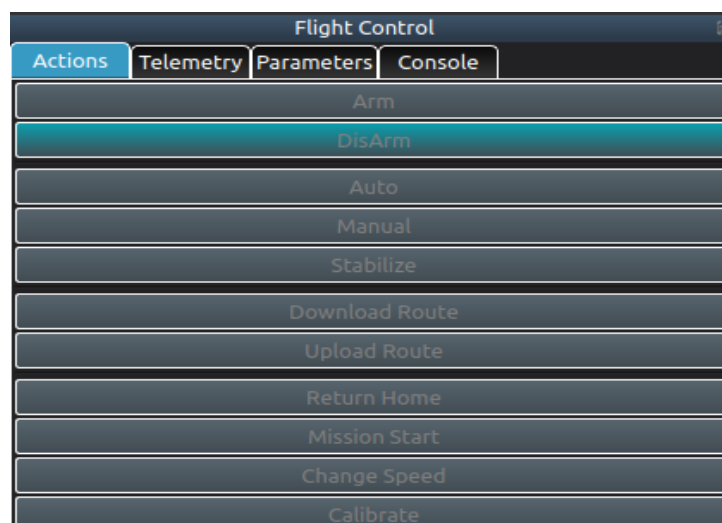 Flight Control
Actions Telemetry Parameters Console
Arm
DisArm
Auto
Manual
Stabilize
Download Route
Upload Route
Return Home
Mission Start
Change Speed
Calibrate